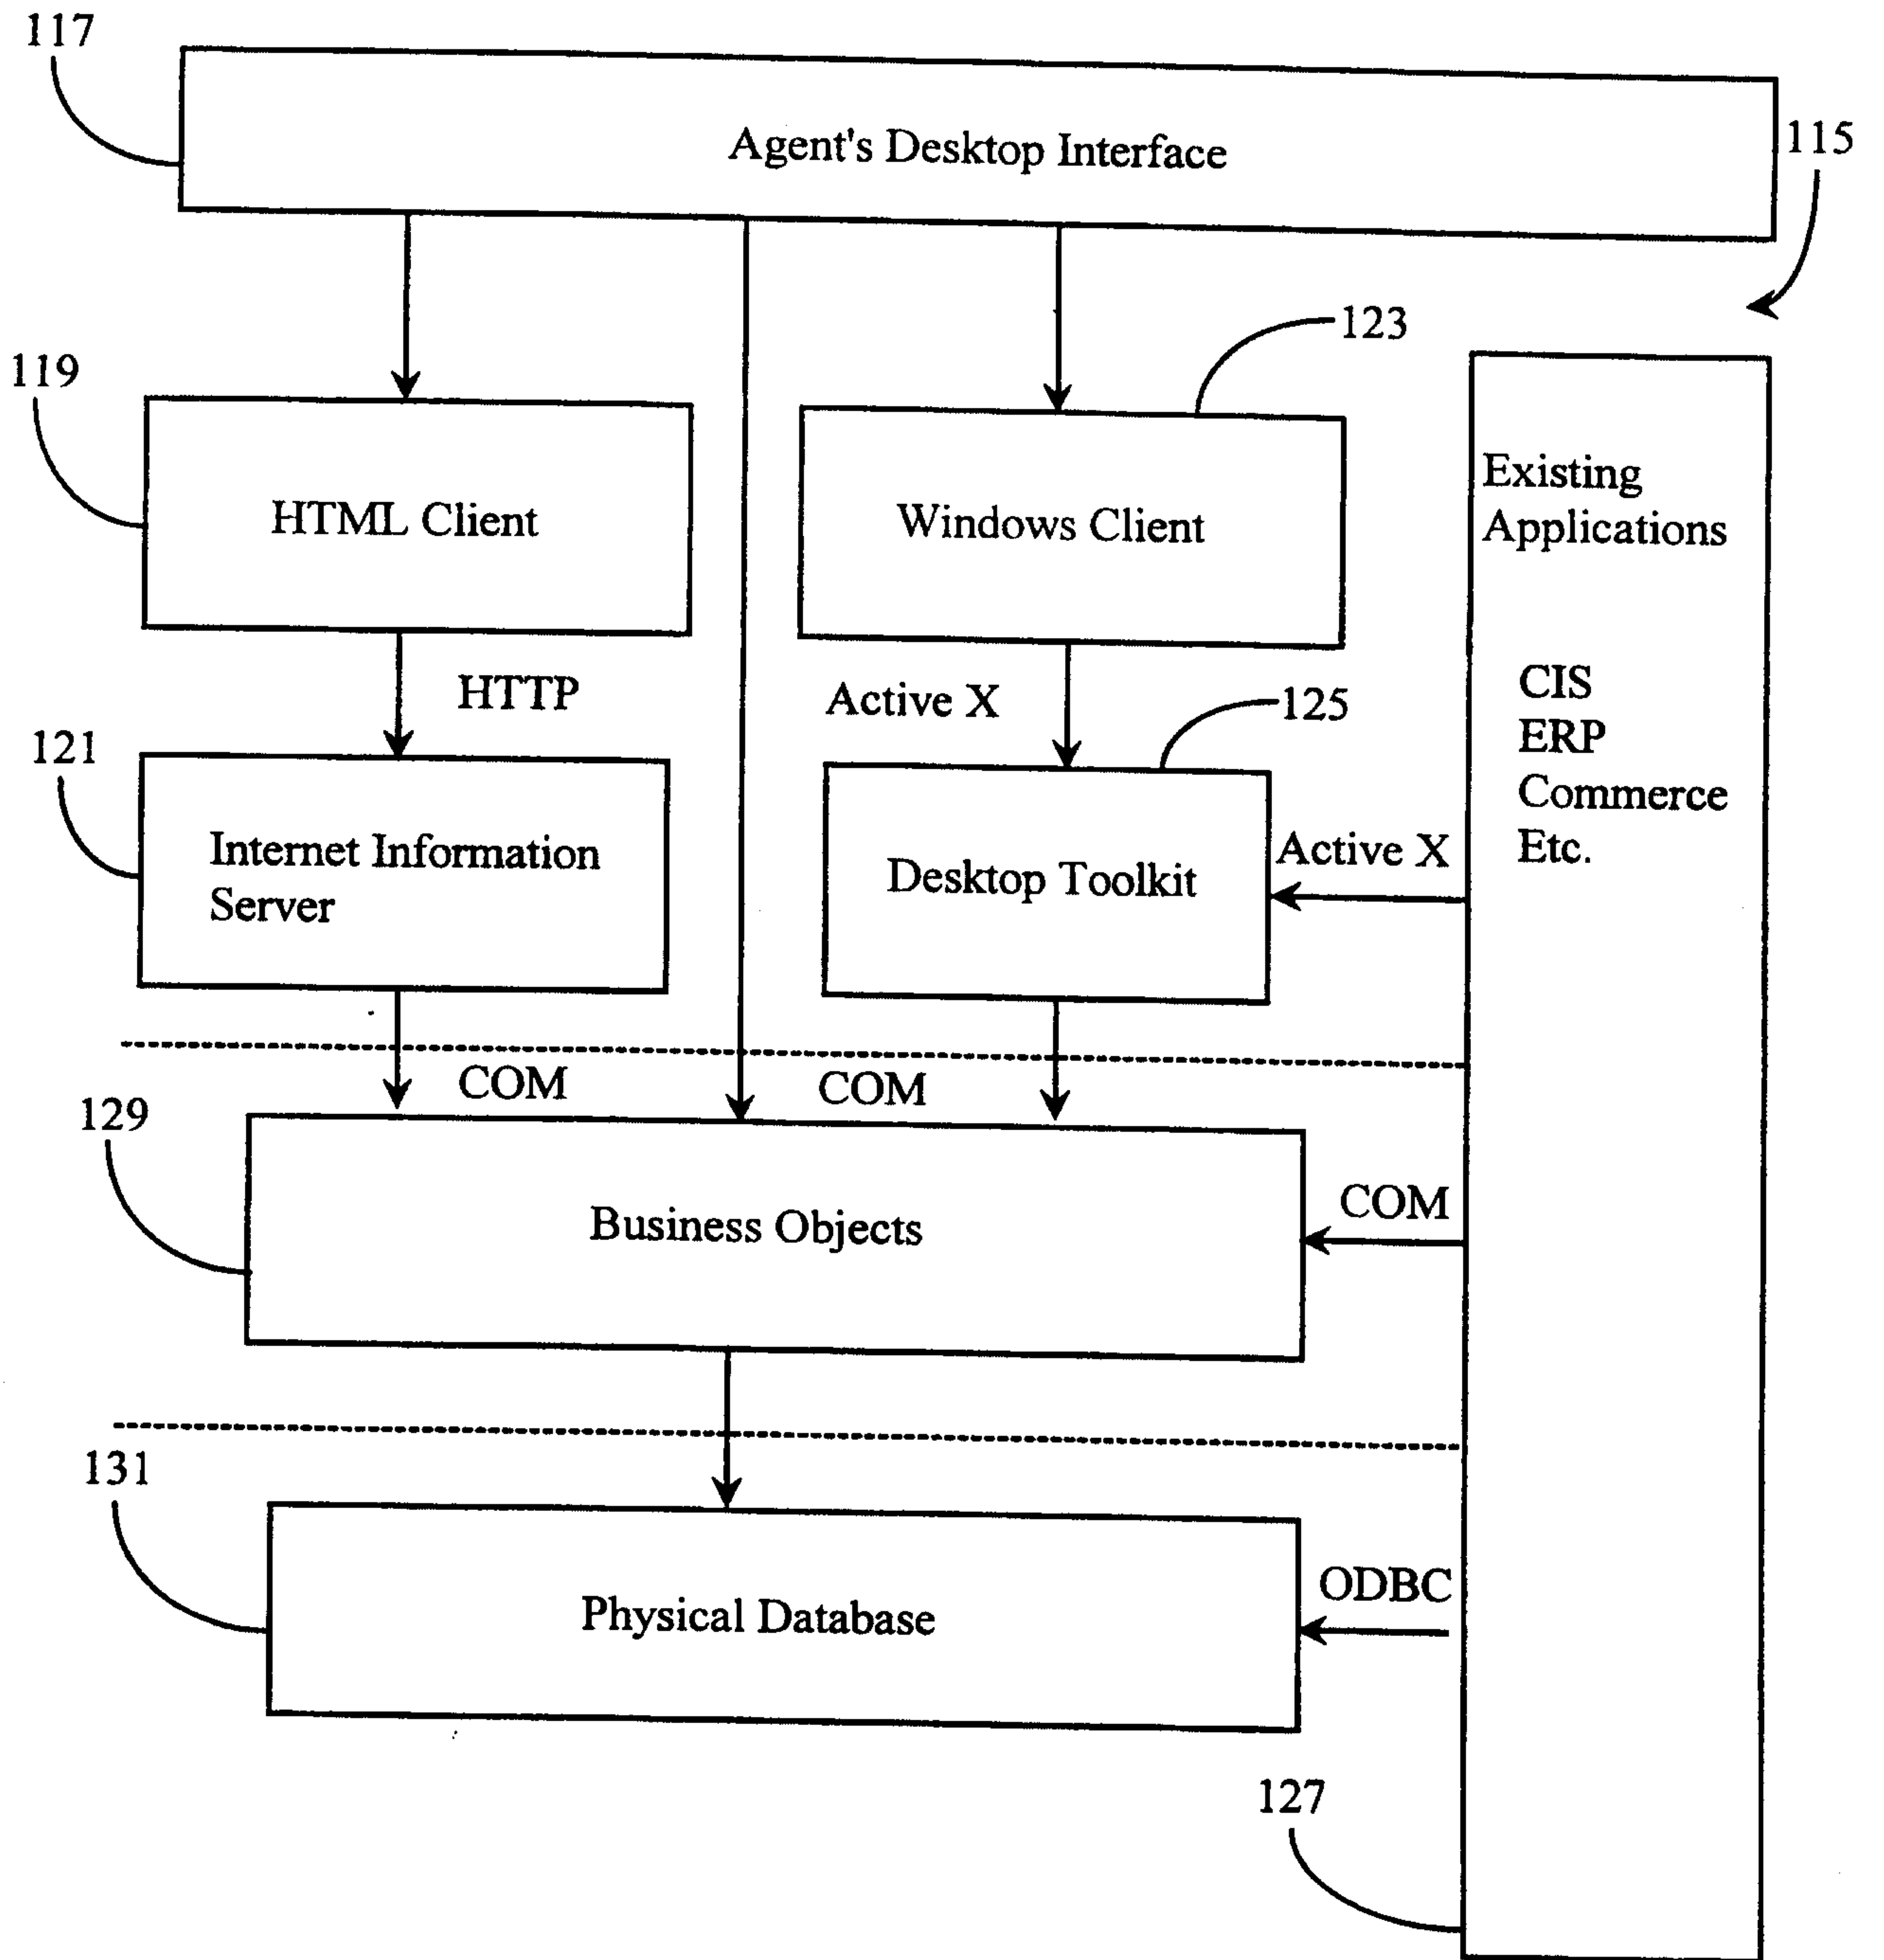 117
Agent's Desktop Interface
115
123
119
HTML Client
Windows Client
Existing
Applications
HTTP
Active X
125
CIS
ERP
Commerce
Etc.
121
Internet Information
Server
Desktop Toolkit
Active X
COM
COM
129
Business Objects
COM
131
Physical Database
ODBC
127